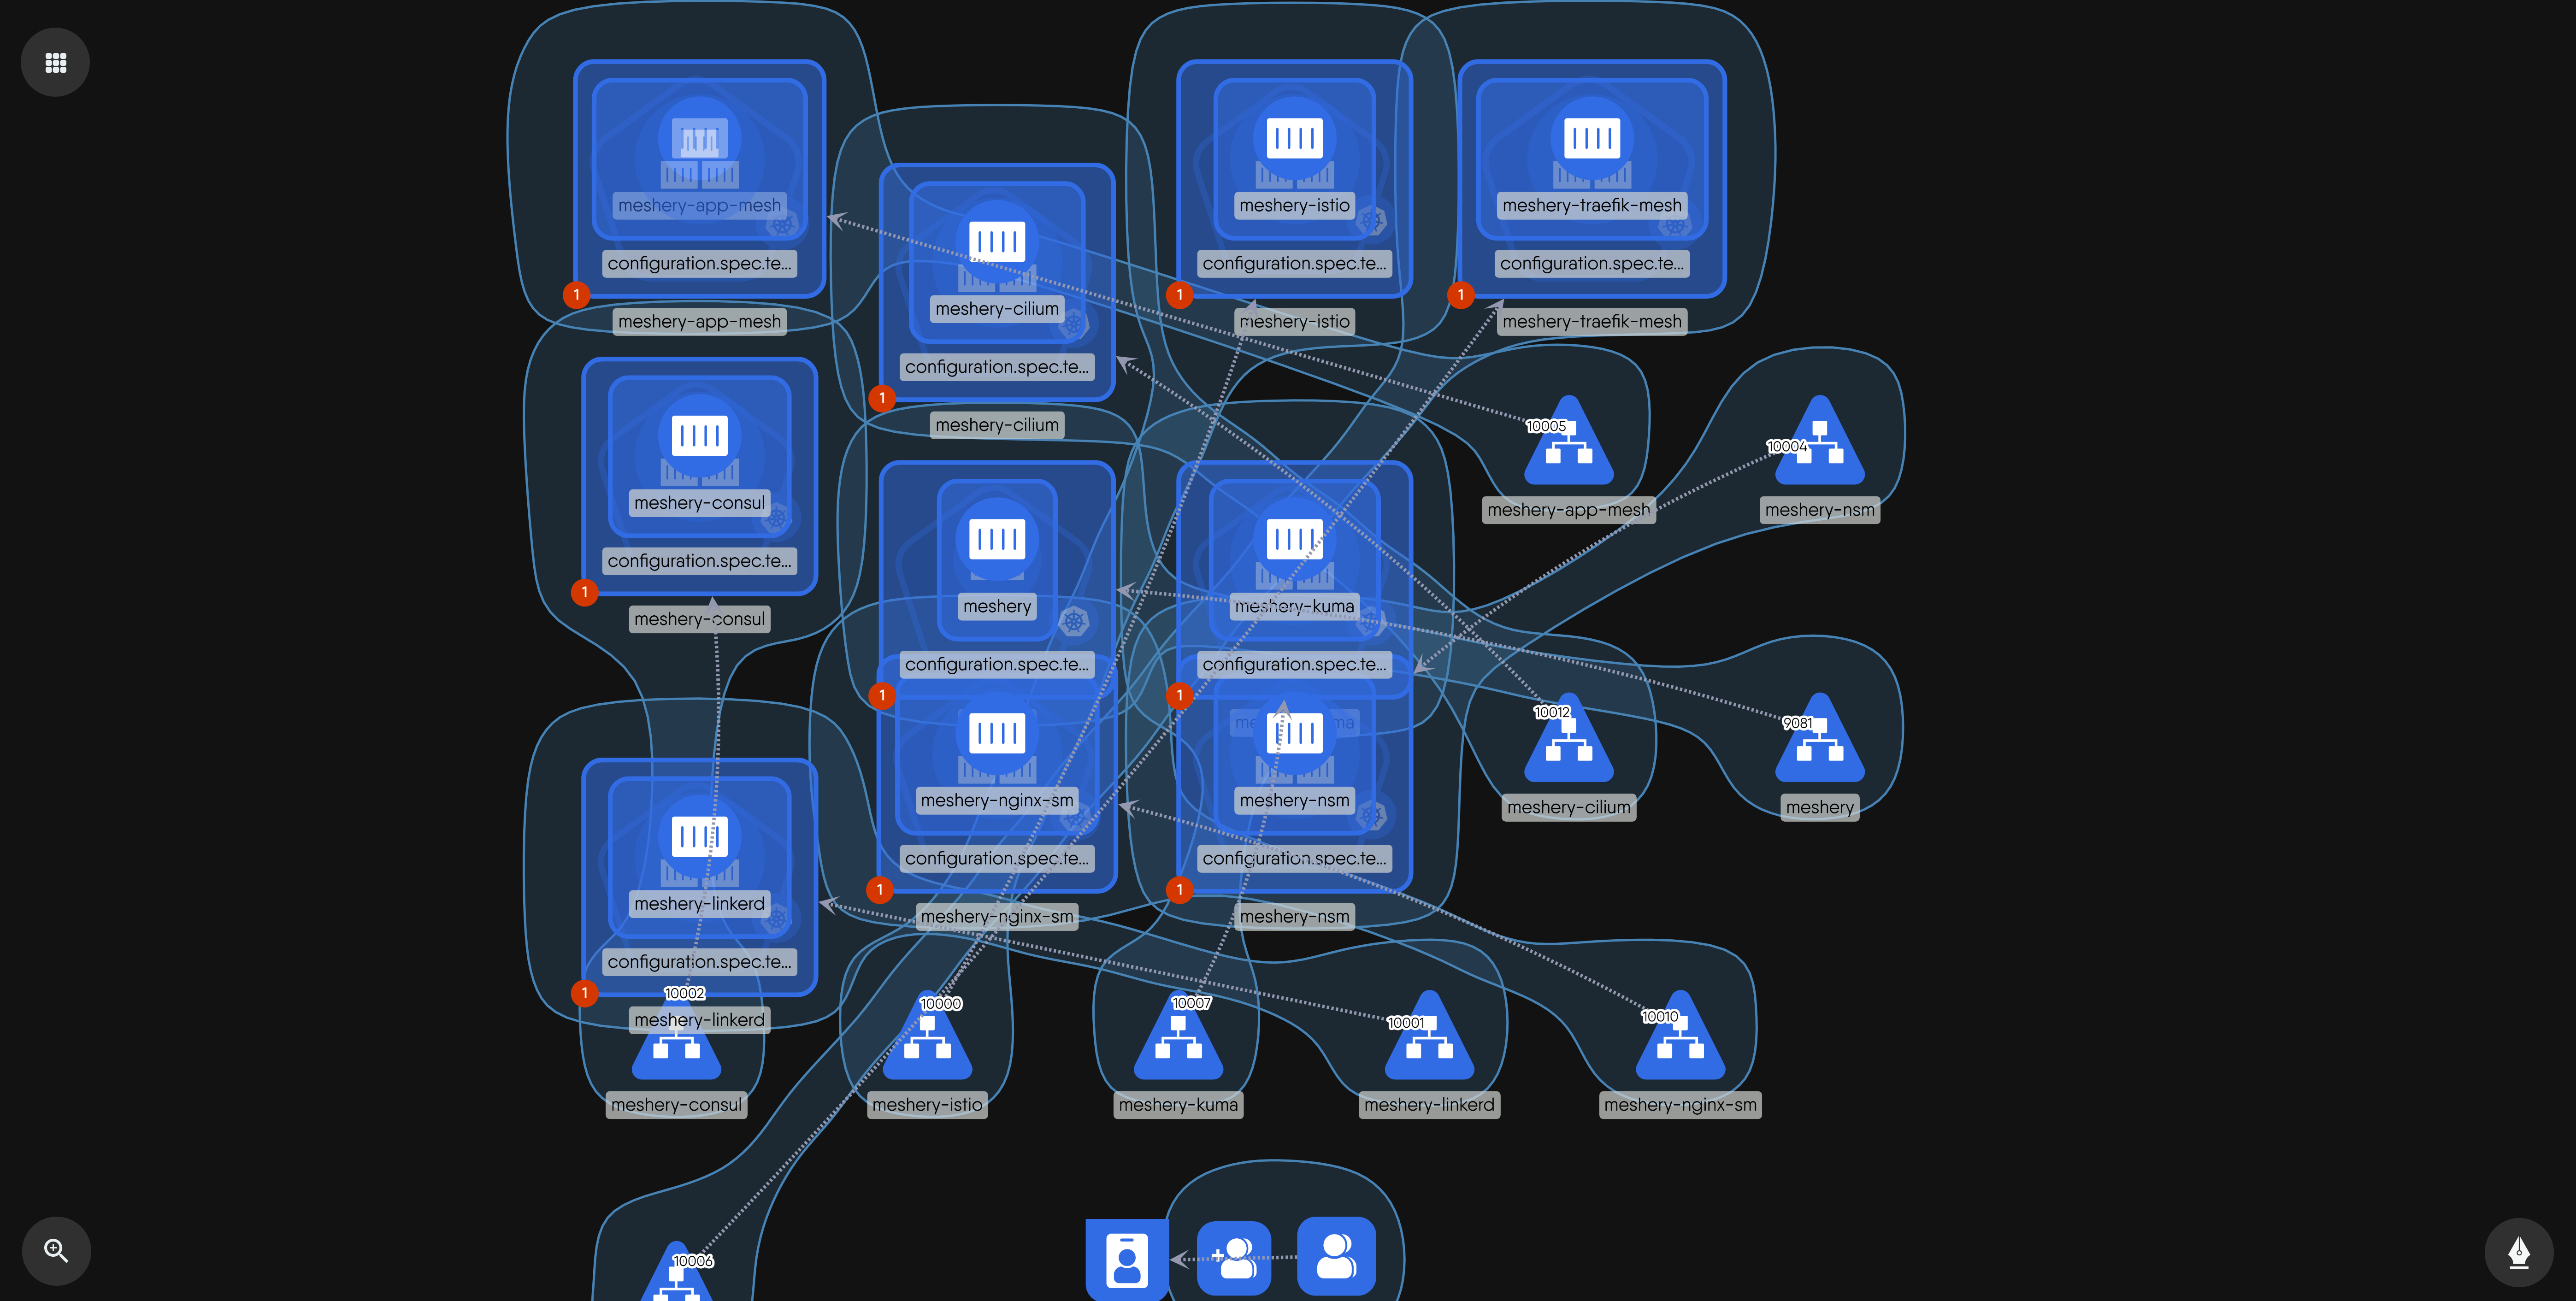 meshery-app-mesh
configuration.spec.te...
1
meshery-app-mesh
meshery-cilium
configuration.spec.te...
1
meshery-cilium
meshery-istio
configuration.spec.te...
1
meshery-istio
meshery-traefik-mesh
configuration.spec.te...
1
meshery-traefik-mesh
meshery-consul
configuration.spec.te...
1
meshery-consul
meshery
configuration.spec.te...
1
meshery-kuma
configuration.spec.te...
1
10005
meshery-app-mesh
10004
meshery-nsm
meshery-nginx-sm
configuration.spec.te...
1
meshery-nginx-sm
meshery-nsm
configuration.spec.te...
1
meshery-nsm
10012
meshery-cilium
9081
meshery
meshery-linkerd
configuration.spec.te...
1
meshery-linkerd
10002
meshery-consul
10000
meshery-istio
10007
meshery-kuma
10001
meshery-linkerd
10010
meshery-nginx-sm
10006